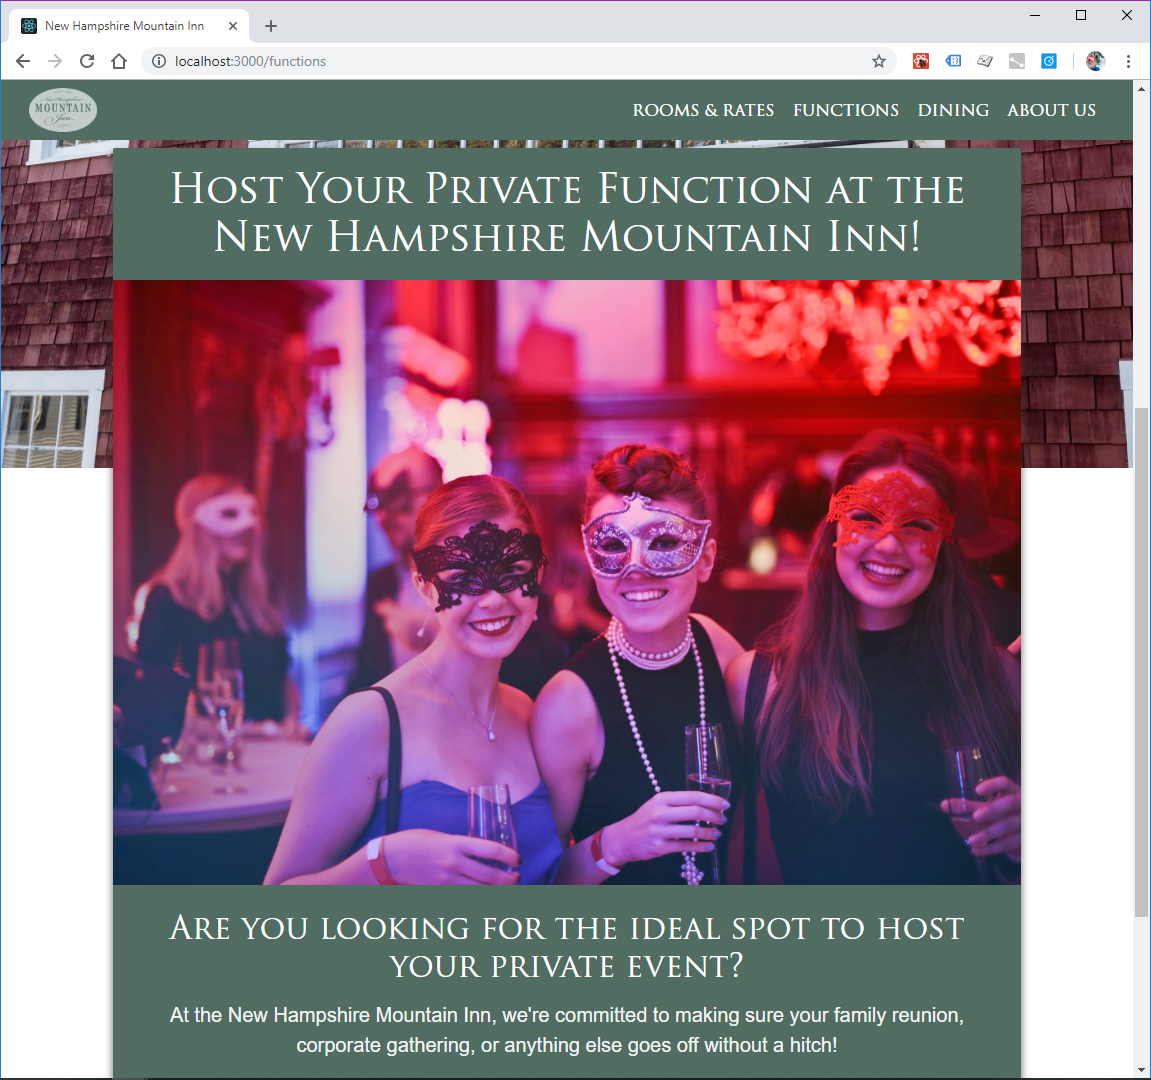 New Hampshire Mountain Inn
localhost:3000/functions
New Hampshire
MOUNTAIN
Inn
ROOMS & RATES FUNCTIONS DINING ABOUT US
Host Your Private Function at the
New Hampshire Mountain Inn!
Are you looking for the ideal spot to host
your private event?
At the New Hampshire Mountain Inn, we're committed to making sure your family reunion,
corporate gathering, or anything else goes off without a hitch!